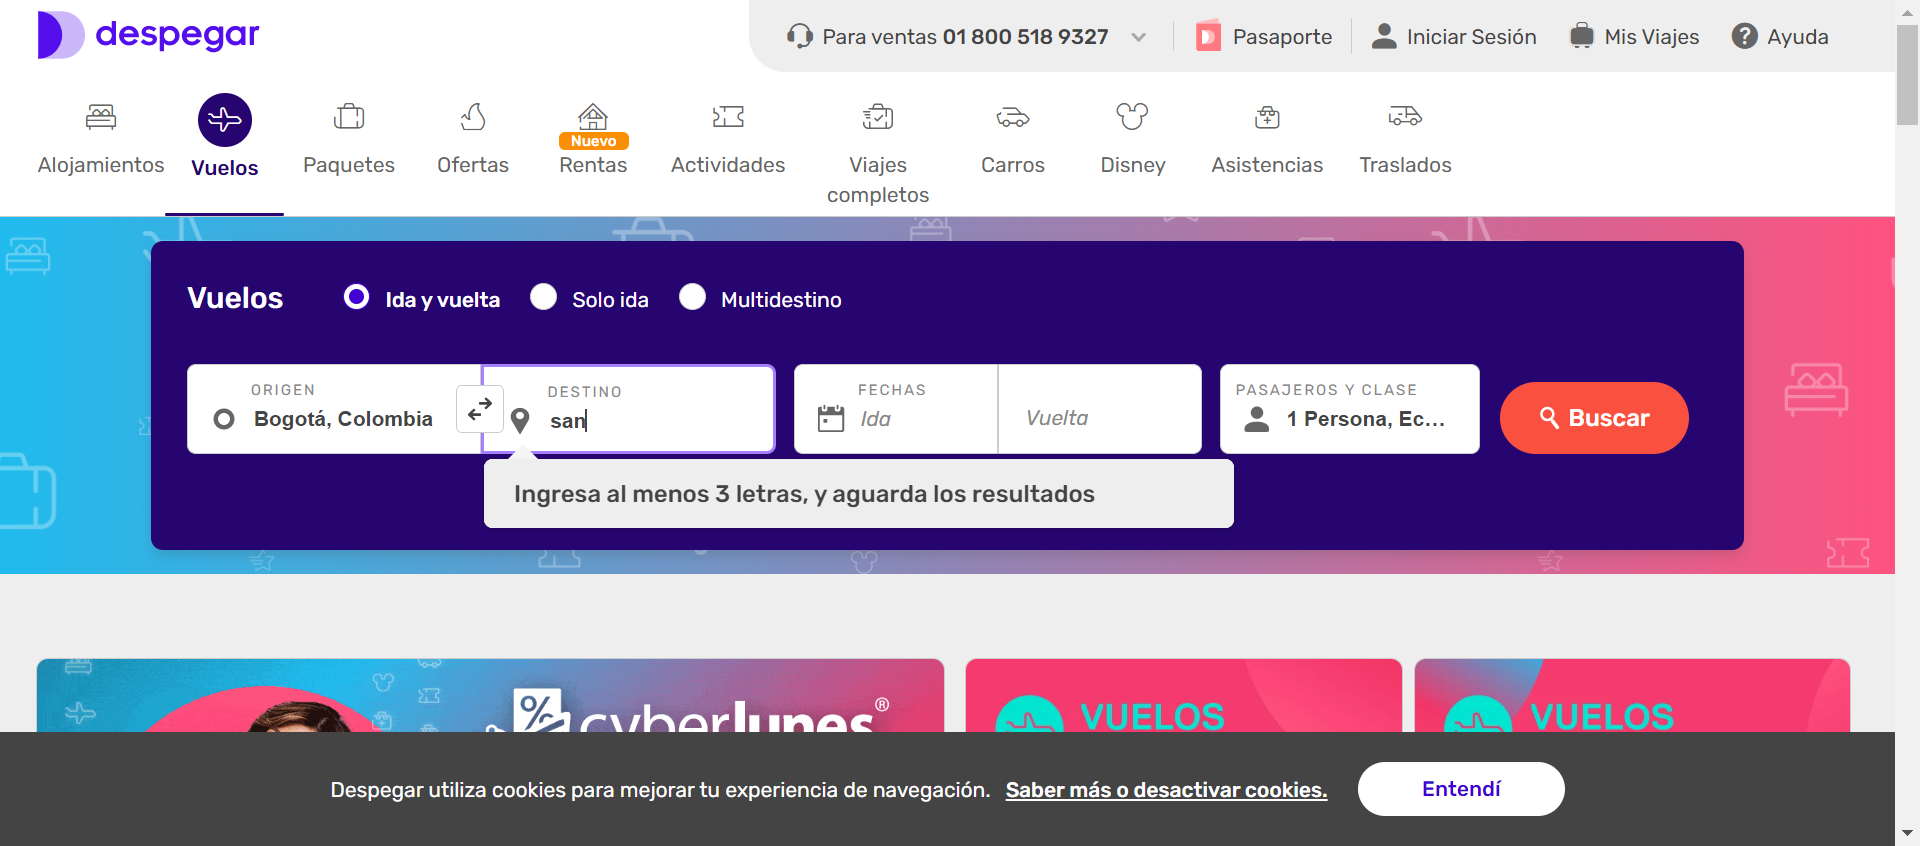 despegar
Para ventas 01 800 518 9327
Pasaporte
Iniciar Sesión
Mis Viajes
? Ayuda
Alojamientos
Vuelos
Paquetes
Ofertas
Nuevo
Rentas
Actividades
Viajes
completos
Carros
Disney
Asistencias
Traslados
Vuelos
Ida y vuelta
Solo ida
Multidestino
ORIGEN
Bogotá, Colombia
DESTINO
san
FECHAS
Ida
Vuelta
PASAJEROS Y CLASE
1 Persona, Ec...
Buscar
Ingresa al menos 3 letras, y aguarda los resultados
% cyberlunes®
VUELOS
VUELOS
Despegar utiliza cookies para mejorar tu experiencia de navegación. Saber más o desactivar cookies.
Entendí